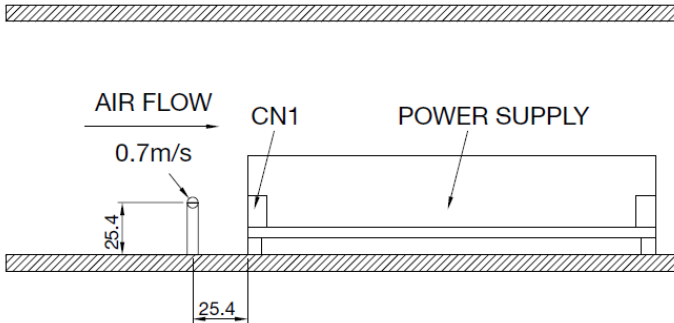 AIR FLOW
CN1
POWER SUPPLY
0.7m/s
25.4
25.4